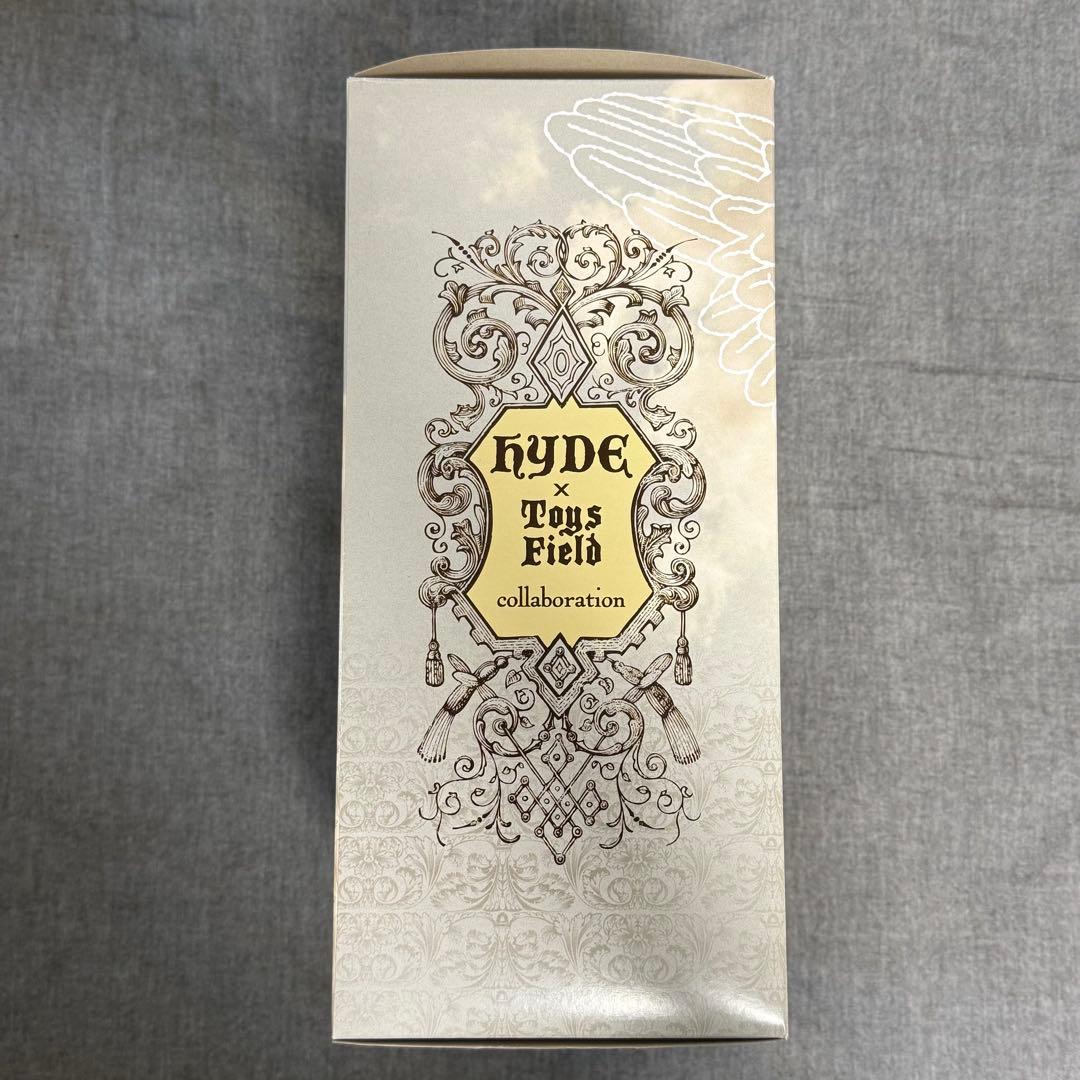 HYDE
×
Toys
Field
collaboration